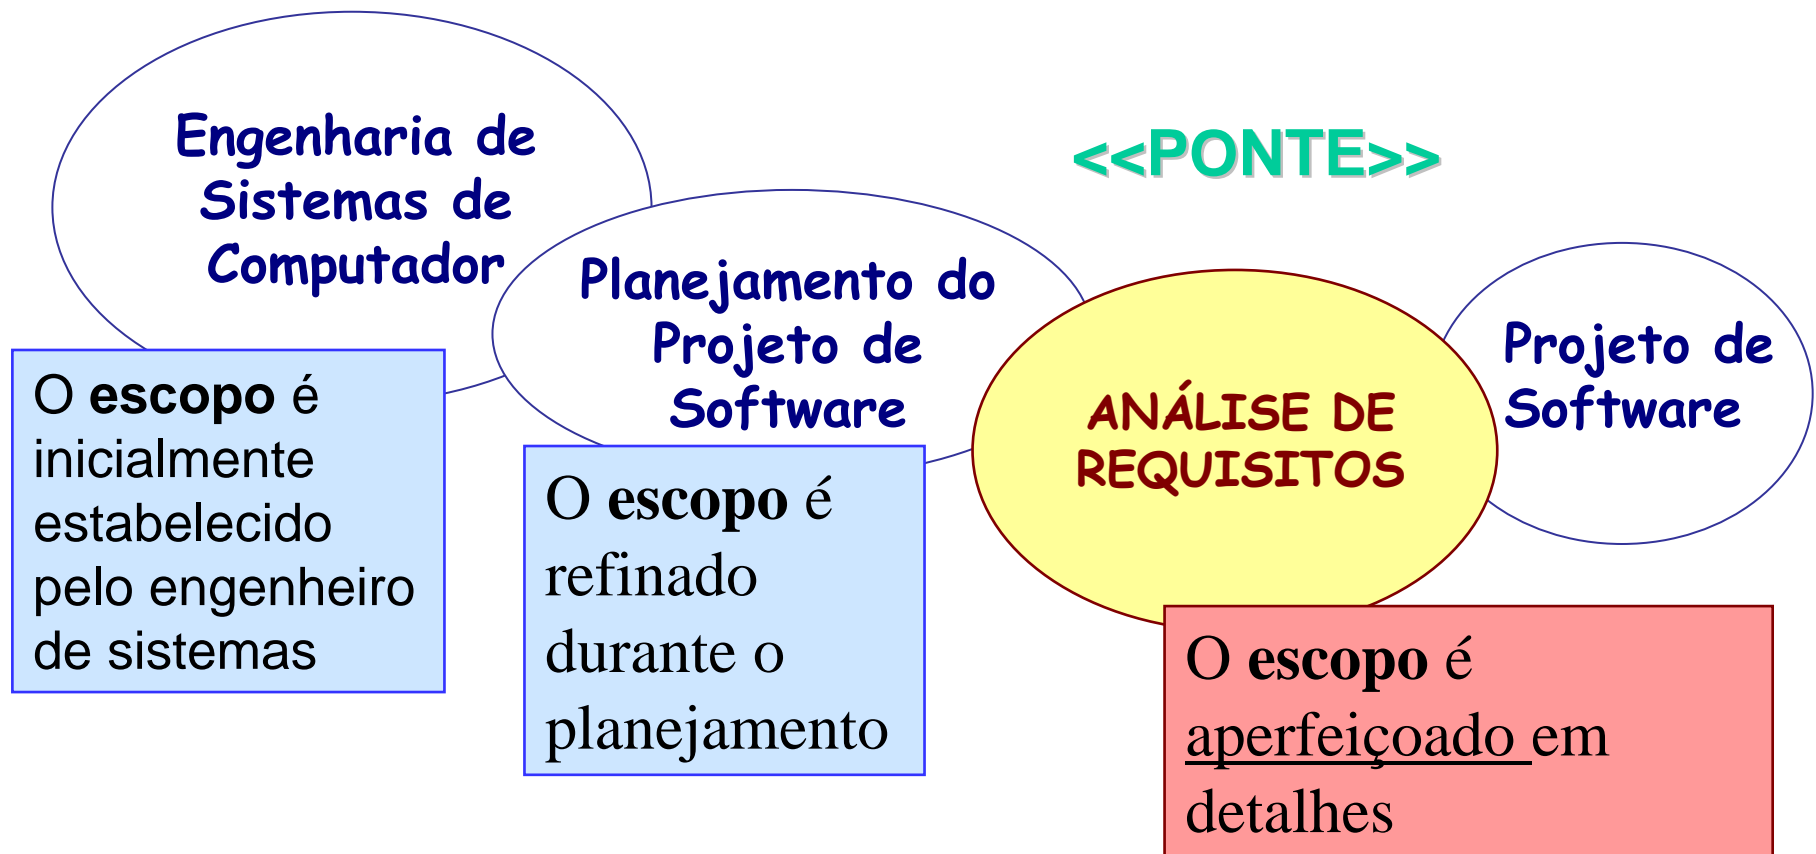 Engenharia de
Sistemas de
Computador
<<PONTE>>
Planejamento do
Projeto de
Software
Projeto de
Software
ANÁLISE DE
REQUISITOS
O escopo é
inicialmente
estabelecido
pelo engenheiro
de sistemas
O escopo é
refinado
durante o
planejamento
O escopo é
aperfeiçoado em
detalhes